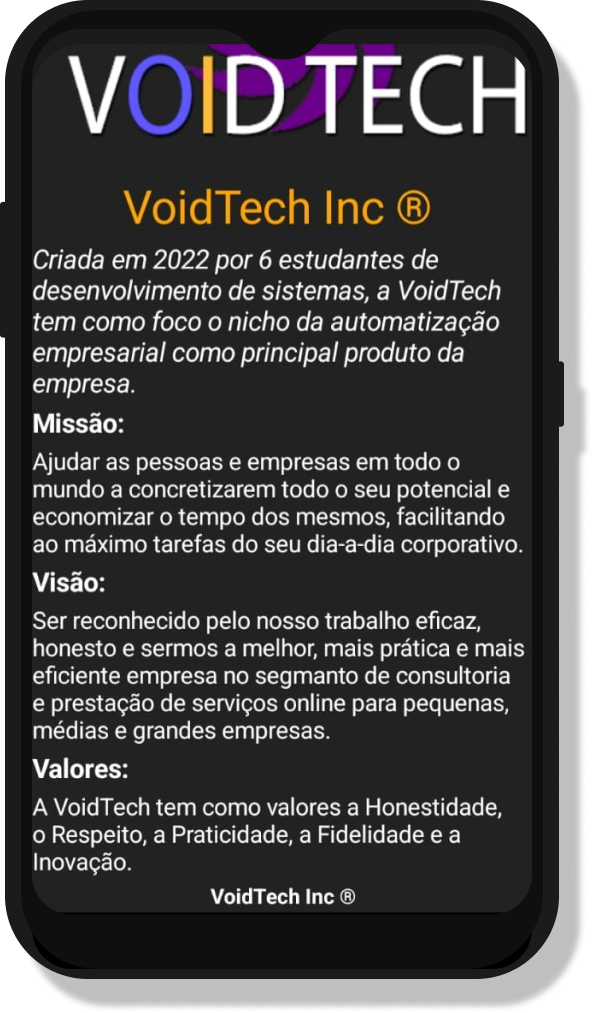 VOID TECH
VoidTech Inc ®
Criada em 2022 por 6 estudantes de
desenvolvimento de sistemas, a VoidTech
tem como foco o nicho da automatização
empresarial como principal produto da
empresa.
Missão:
Ajudar as pessoas e empresas em todo o
mundo a concretizarem todo o seu potencial e
economizar o tempo dos mesmos, facilitando
ao máximo tarefas do seu dia-a-dia corporativo.
Visão:
Ser reconhecido pelo nosso trabalho eficaz,
honesto e sermos a melhor, mais prática e mais
eficiente empresa no segmanto de consultoria
e prestação de serviços online para pequenas,
médias e grandes empresas.
Valores:
A VoidTech tem como valores a Honestidade,
o Respeito, a Praticidade, a Fidelidade e a
Inovação.
VoidTech Inc ®